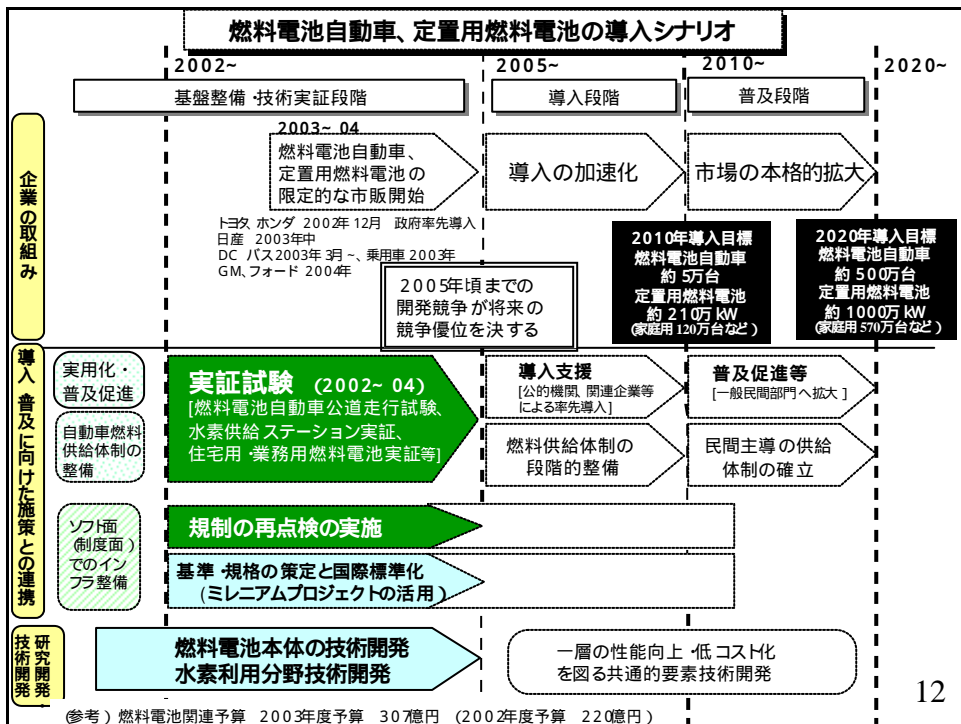 燃料電池自動車、定置用燃料電池の導入シナリオ
2002~
2005~
2010~
2020~
基盤整備・技術実証段階
導入段階
普及段階
企業の取組み
2003~04
燃料電池自動車、
定置用燃料電池の
限定的な市販開始
導入の加速化
市場の本格的拡大
トヨタ、ホンダ 2002年12月 政府率先導入
日産 2003年中
DC バス2003年3月~、乗用車2003年
GM、フォード 2004年
2005年頃までの
開発競争が将来の
競争優位を決する
2010年導入目標
燃料電池自動車
約5万台
定置用燃料電池
約210万kW
(家庭用120万台など)
2020年導入目標
燃料電池自動車
約500万台
定置用燃料電池
約1000万kW
(家庭用570万台など)
導入 普及に向けた施策との連携
実用化・
普及促進
自動車燃料
供給体制の
整備
実証試験 (2002~04)
[燃料電池自動車公道走行試験、
水素供給ステーション実証、
住宅用・業務用燃料電池実証等]
導入支援
[公的機関、関連企業等
による率先導入]
普及促進等
[一般民間部門へ拡大]
燃料供給体制の
段階的整備
民間主導の供給
体制の確立
ソフト面
(制度面)
でのイン
フラ整備
規制の再点検の実施
基準・規格の策定と国際標準化
(ミレニアムプロジェクトの活用)
研究開発、
技術開発
燃料電池本体の技術開発
水素利用分野技術開発
一層の性能向上・低コスト化
を図る共通的要素技術開発
(参考) 燃料電池関連予算 2003年度予算 307億円 (2002年度予算 220億円)
12